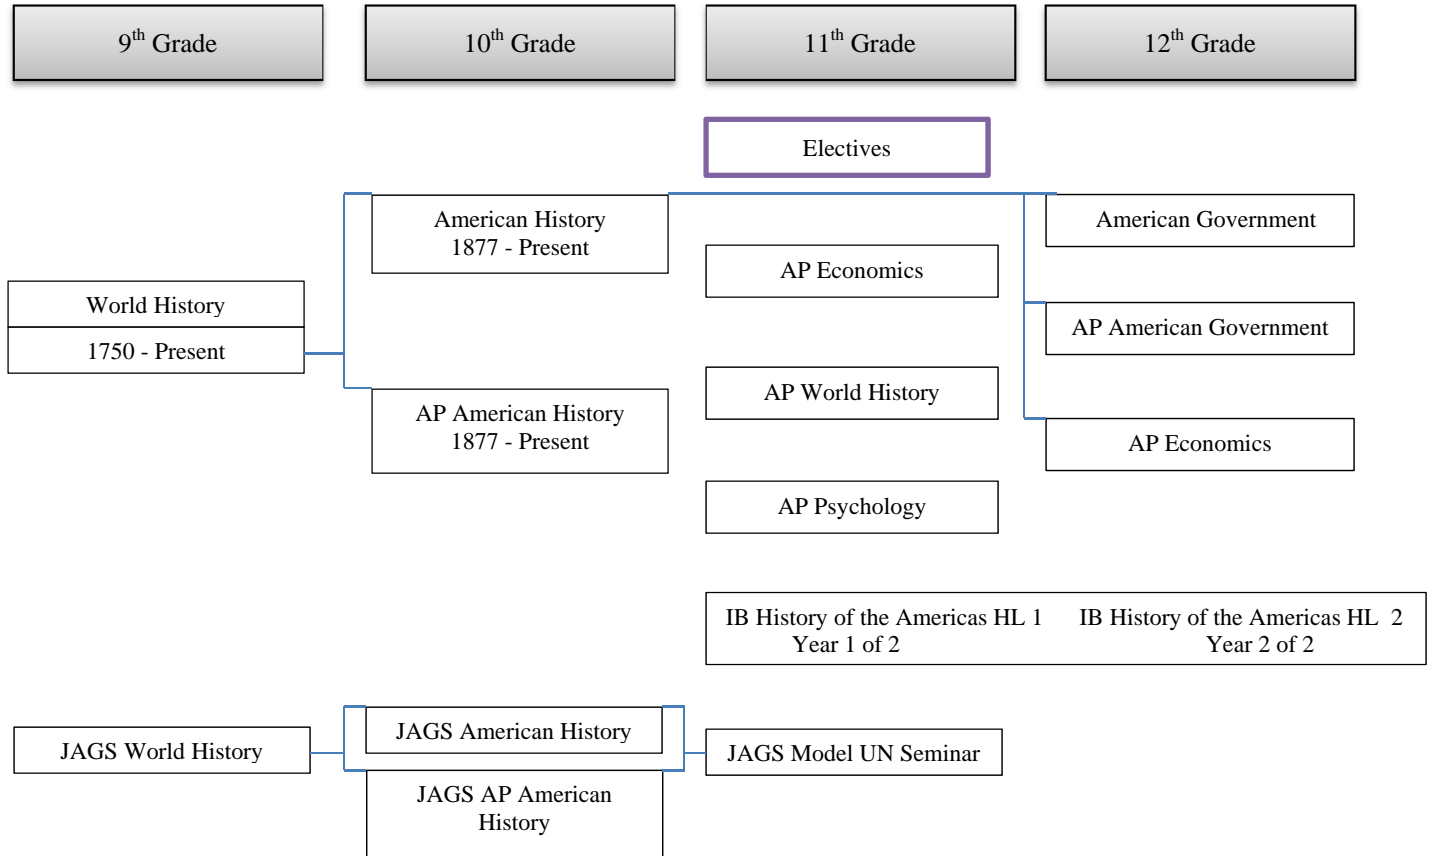 9th Grade
10th Grade
11th Grade
12th Grade
Electives
American History
1877 - Present
American Government
AP Economics
World History
1750 - Present
AP American Government
AP World History
AP American History
1877 - Present
AP Economics
AP Psychology
IB History of the Americas HL 1
Year 1 of 2
IB History of the Americas HL 2
Year 2 of 2
JAGS World History
JAGS American History
JAGS Model UN Seminar
JAGS AP American
History